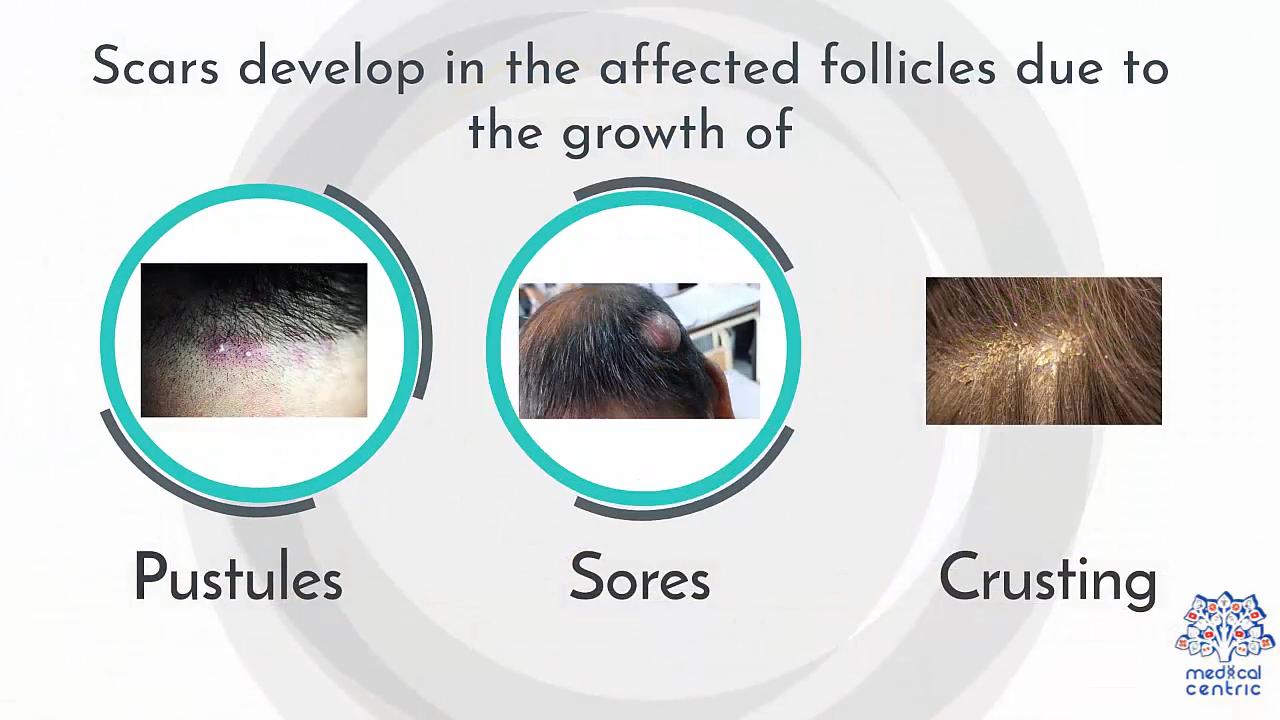 Scars develop in the affected follicles due to
the growth of
Pustules
Sores
Crusting
medical
centric